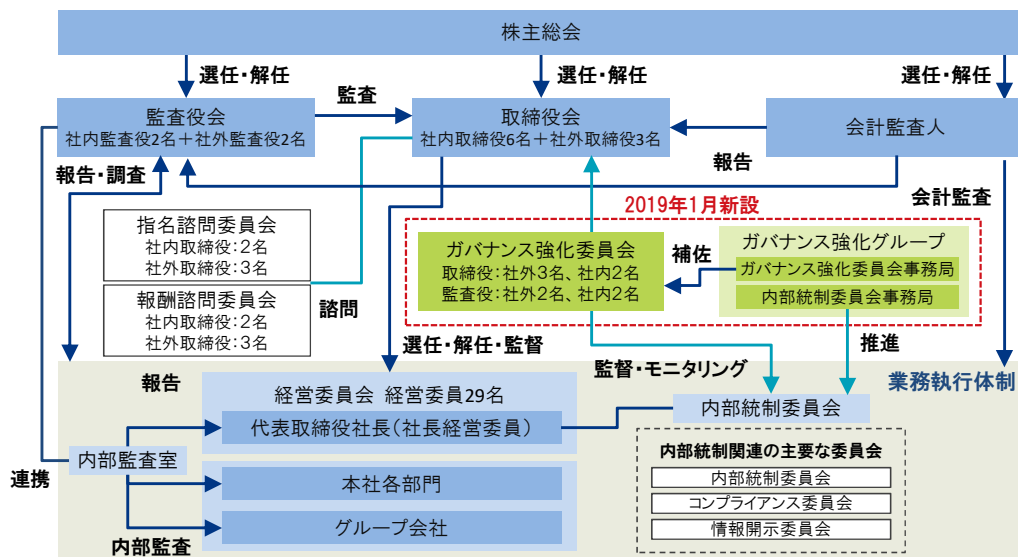 株主総会
選任・解任
選任・解任
選任・解任
監査役会
社内監査役2名+社外監査役2名
監査
取締役会
社内取締役6名+社外取締役3名
会計監査人
報告
報告・調査
会計監査
2019年1月新設
指名諮問委員会
社内取締役:2名
社外取締役:3名
報酬諮問委員会
社内取締役:2名
社外取締役:3名
諮問
ガバナンス強化委員会
取締役:社外3名、社内2名
監査役:社外2名、社内2名
補佐
ガバナンス強化グループ
ガバナンス強化委員会事務局
内部統制委員会事務局
選任・解任・監督
監督・モニタリング
推進
業務執行体制
報告
経営委員会 経営委員29名
代表取締役社長(社長経営委員)
内部統制委員会
内部監査室
連携
本社各部門
グループ会社
内部監査
内部統制関連の主要な委員会
内部統制委員会
コンプライアンス委員会
情報開示委員会